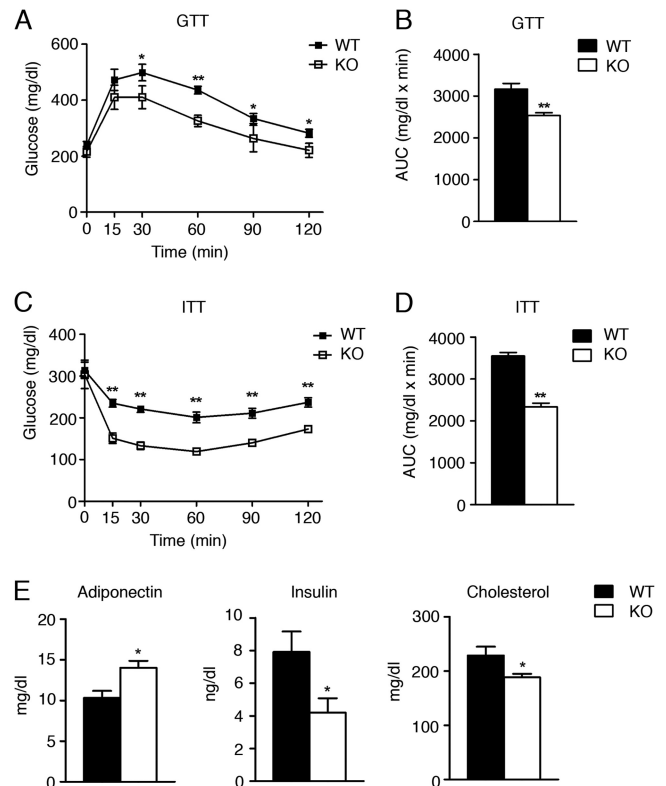 A
GTT
WT
KO
Glucose (mg/dl)
600
400
200
0
*
**
*
*
0 15 30 60 90 120
Time (min)
B
GTT
WT
KO
AUC (mg/dl x min)
4000
3000
2000
1000
0
**
C
ITT
WT
KO
Glucose (mg/dl)
400
300
200
100
0
** ** ** ** **
0 15 30 60 90 120
Time (min)
D
ITT
WT
KO
AUC (mg/dl x min)
4000
3000
2000
1000
0
**
E
Adiponectin
mg/dl
20
15
10
5
0
*
Insulin
ng/dl
10
8
6
4
2
0
*
Cholesterol
mg/dl
300
200
100
0
*
WT
KO